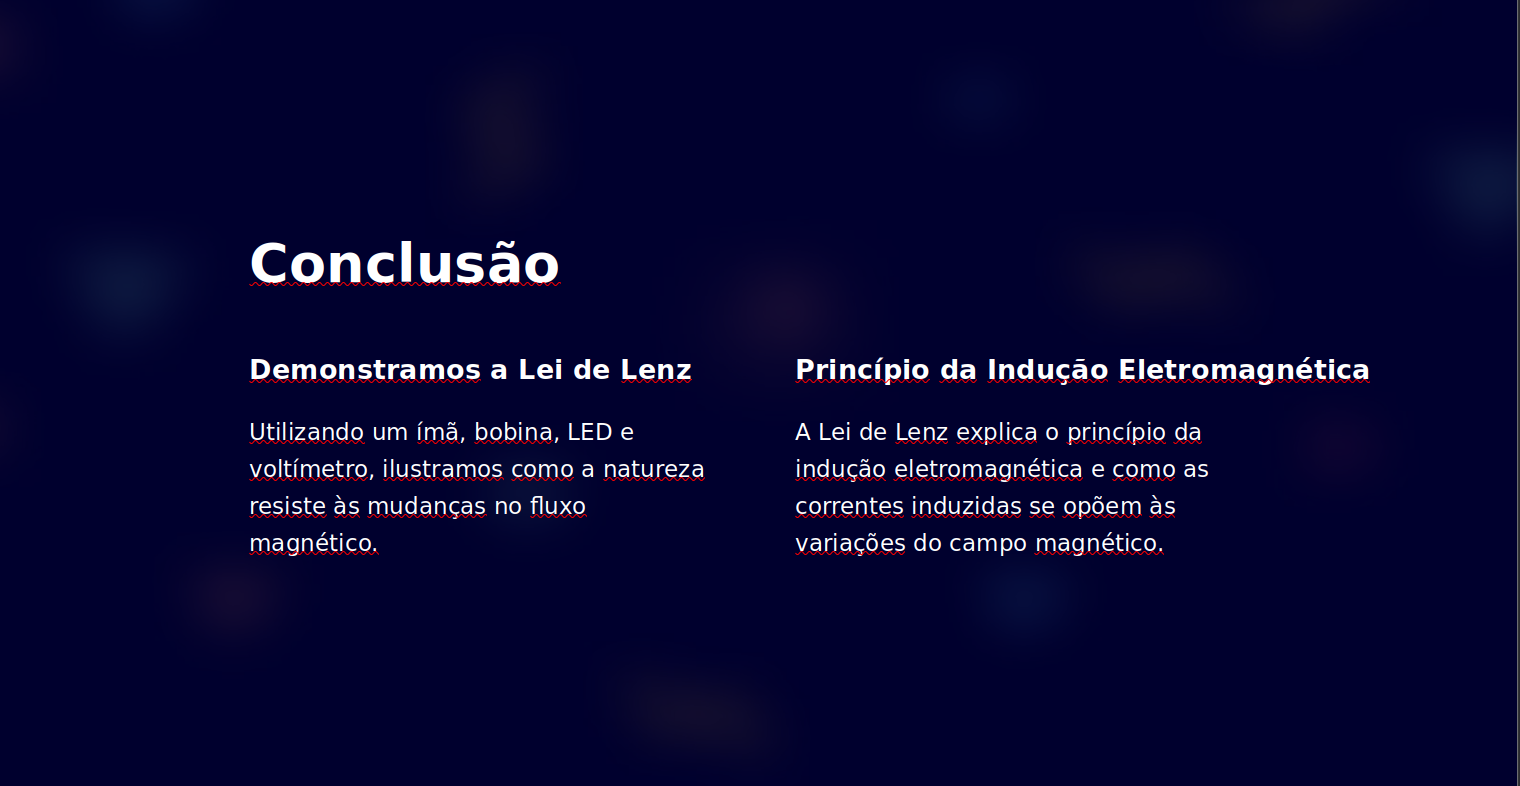 Conclusão
Demonstramos a Lei de Lenz
Utilizando um ímã, bobina, LED e
voltímetro, ilustramos como a natureza
resiste às mudanças no fluxo
magnético.
Princípio da Indução Eletromagnética
A Lei de Lenz explica o princípio da
indução eletromagnética e como as
correntes induzidas se opõem às
variações do campo magnético.